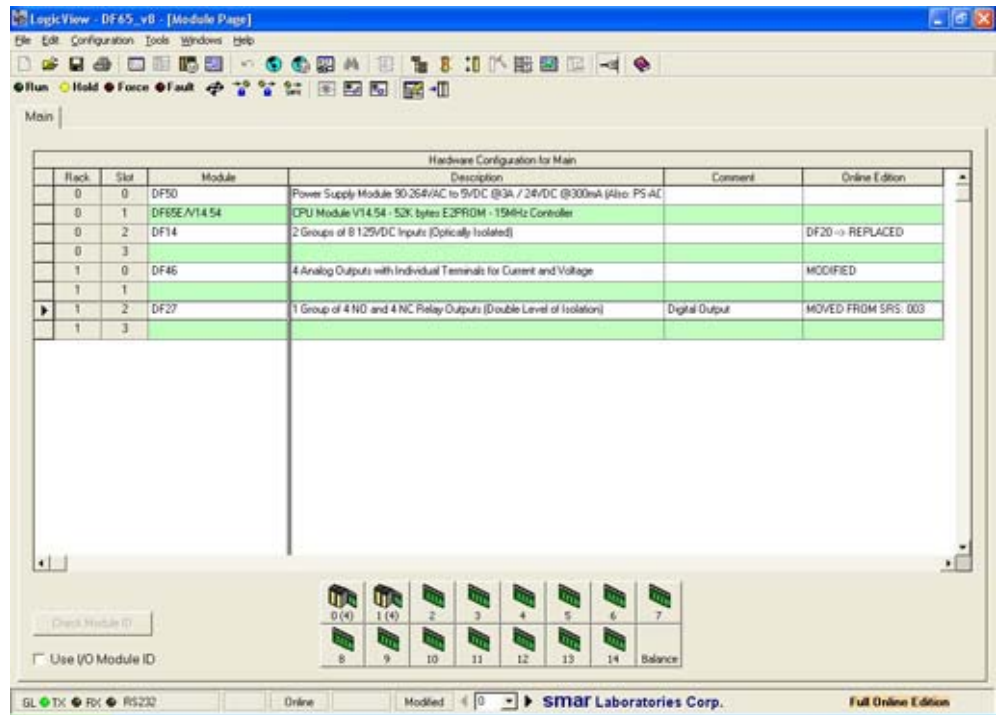 LogicView - DF65_v8 - [Module Page]
File Edit Configuration Tools Windows Help
Run Hold Force Fault
Main
Hardware Configuration for Main
Rack Slot Module Description Comment Online Edition
0 0 DF50 Power Supply Module 90-264VAC to 5VDC @3A / 24VDC @300mA (Also: PS-AC
0 1 DF65E/V14.54 CPU Module V14.54 - 52K bytes E2PROM - 15MHz Controller
0 2 DF14 2 Groups of 8 125VDC Inputs (Optically Isolated) DF20 -> REPLACED
0 3
1 0 DF46 4 Analog Outputs with Individual Terminals for Current and Voltage MODIFIED
1 1
1 2 DF27 1 Group of 4 NO and 4 NC Relay Outputs (Double Level of Isolation) Digital Output MOVED FROM SRS: 003
1 3
0 (4) 1 (4) 2 3 4 5 6 7
Check Module ID
8 9 10 11 12 13 14 Balance
Use I/O Module ID
GL TX RX RS232 Online Modified 0 smar Laboratories Corp. Full Online Edition